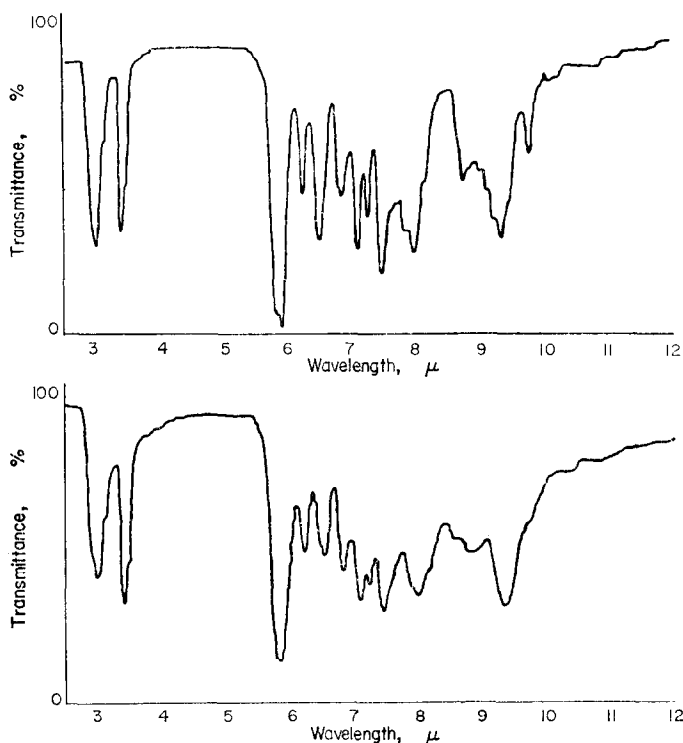 100
Transmittance, %
0
3 4 5 6 7 8 9 10 11 12
Wavelength, μ
100
Transmittance, %
0
3 4 5 6 7 8 9 10 11 12
Wavelength, μ